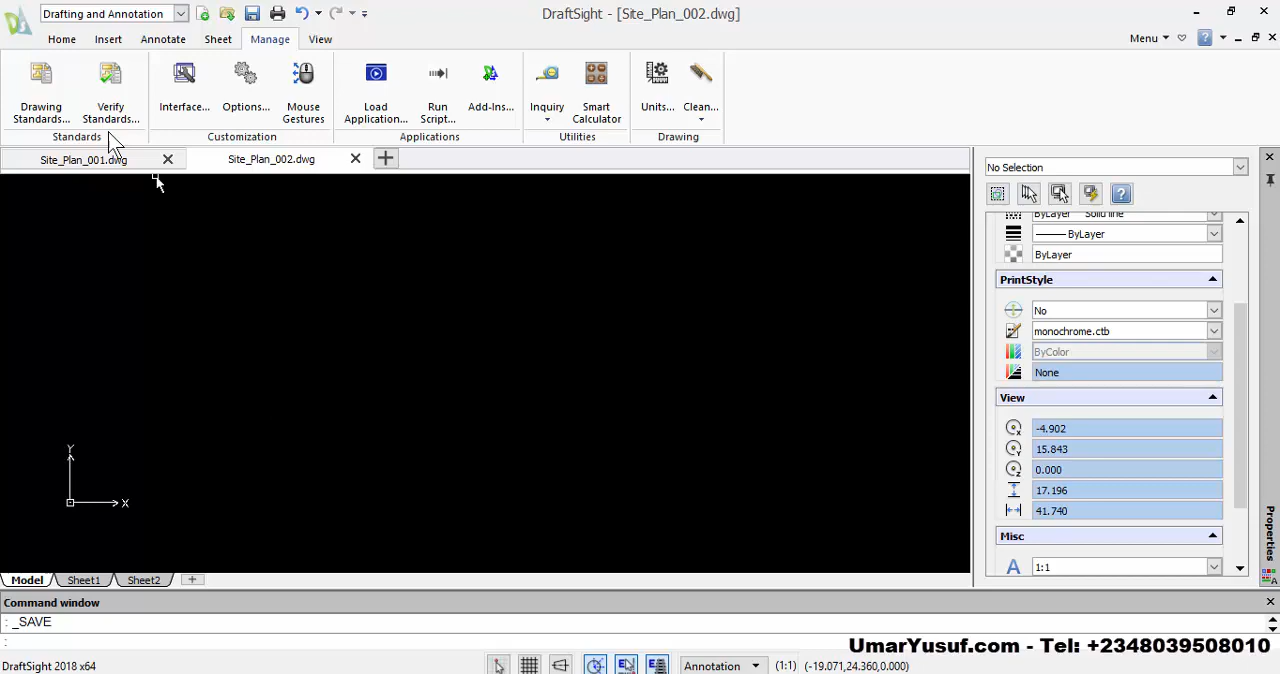 Drafting and Annotation
DraftSight - [Site_Plan_002.dwg]
Home Insert Annotate Sheet Manage View
Menu
Drawing Standards...
Verify Standards...
Interface...
Options...
Mouse Gestures
Load Application...
Run Script...
Add-Ins...
Inquiry
Smart Calculator
Units...
Clean...
Standards
Customization
Applications
Utilities
Drawing
Site_Plan_001.dwg
Site_Plan_002.dwg
No Selection
ByLayer Solid line
ByLayer
ByLayer
PrintStyle
No
monochrome.ctb
ByColor
None
View
-4.902
15.843
0.000
17.196
41.740
Misc
A 1:1
Properties
Y
X
Model Sheet1 Sheet2
Command window
: _SAVE
:
UmarYusuf.com - Tel: +2348039508010
DraftSight 2018 x64
Annotation (1:1) (-19.071,24.360,0.000)